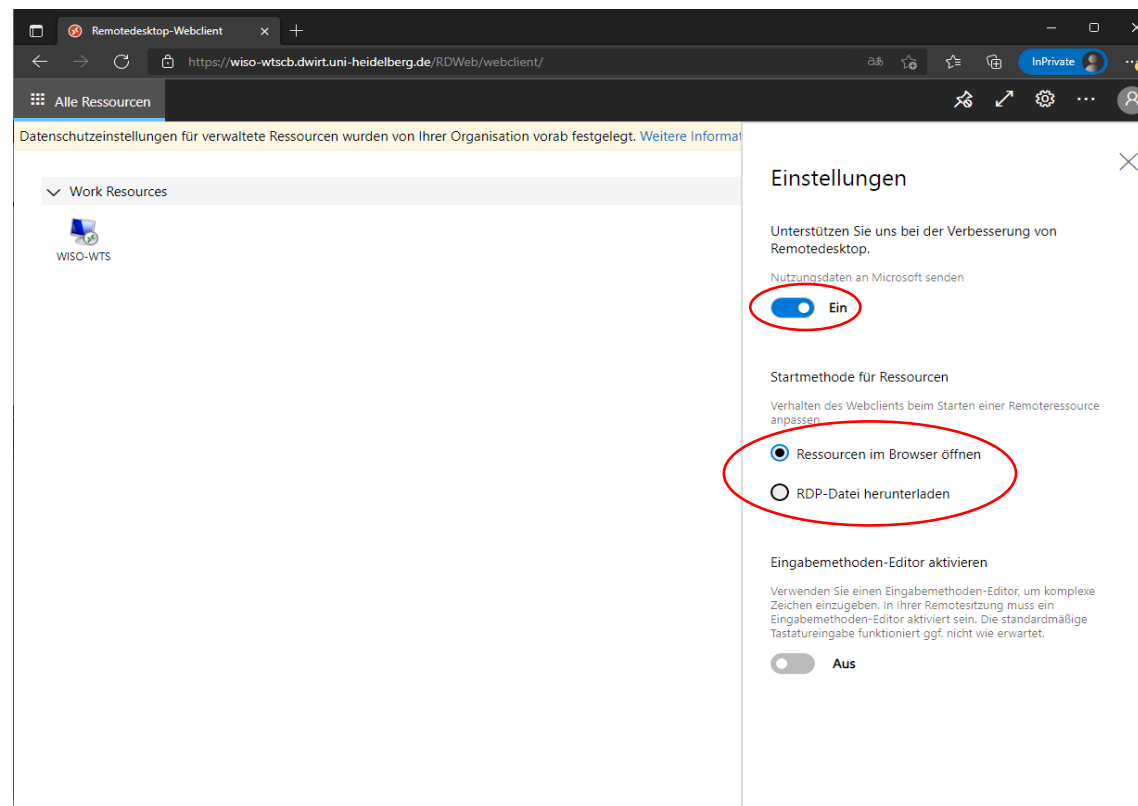 Remotedesktop-Webclient
https://wiso-wtscb.dwirt.uni-heidelberg.de/RDWeb/webclient/
aあ
InPrivate
Alle Ressourcen
Datenschutzeinstellungen für verwaltete Ressourcen wurden von Ihrer Organisation vorab festgelegt. Weitere Informat
Work Resources
WISO-WTS
Einstellungen
Unterstützen Sie uns bei der Verbesserung von
Remotedesktop.
Nutzungsdaten an Microsoft senden
Ein
Startmethode für Ressourcen
Verhalten des Webclients beim Starten einer Remoteressource
anpassen
Ressourcen im Browser öffnen
RDP-Datei herunterladen
Eingabemethoden-Editor aktivieren
Verwenden Sie einen Eingabemethoden-Editor, um komplexe
Zeichen einzugeben. In Ihrer Remotesitzung muss ein
Eingabemethoden-Editor aktiviert sein. Die standardmäßige
Tastatureingabe funktioniert ggf. nicht wie erwartet.
Aus